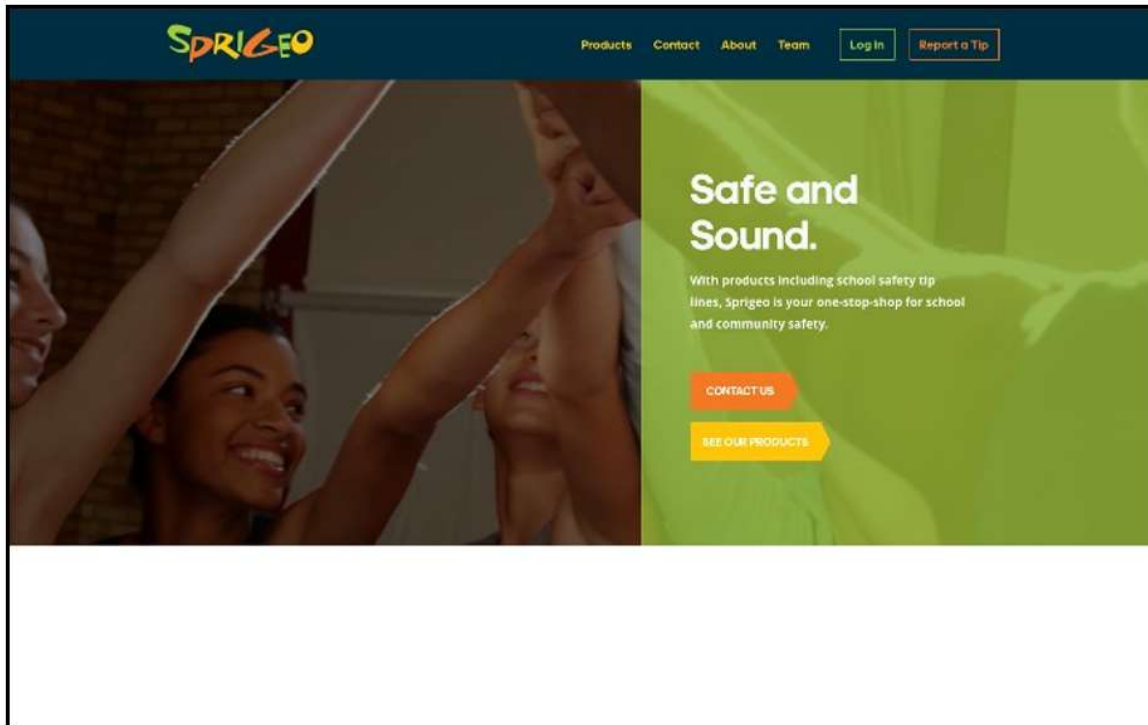 SPRIGEO
Products Contact About Team Log In Report a Tip
Safe and
Sound.
With products including school safety tip
lines, Sprigeo is your one-stop-shop for school
and community safety.
CONTACT US
SEE OUR PRODUCTS